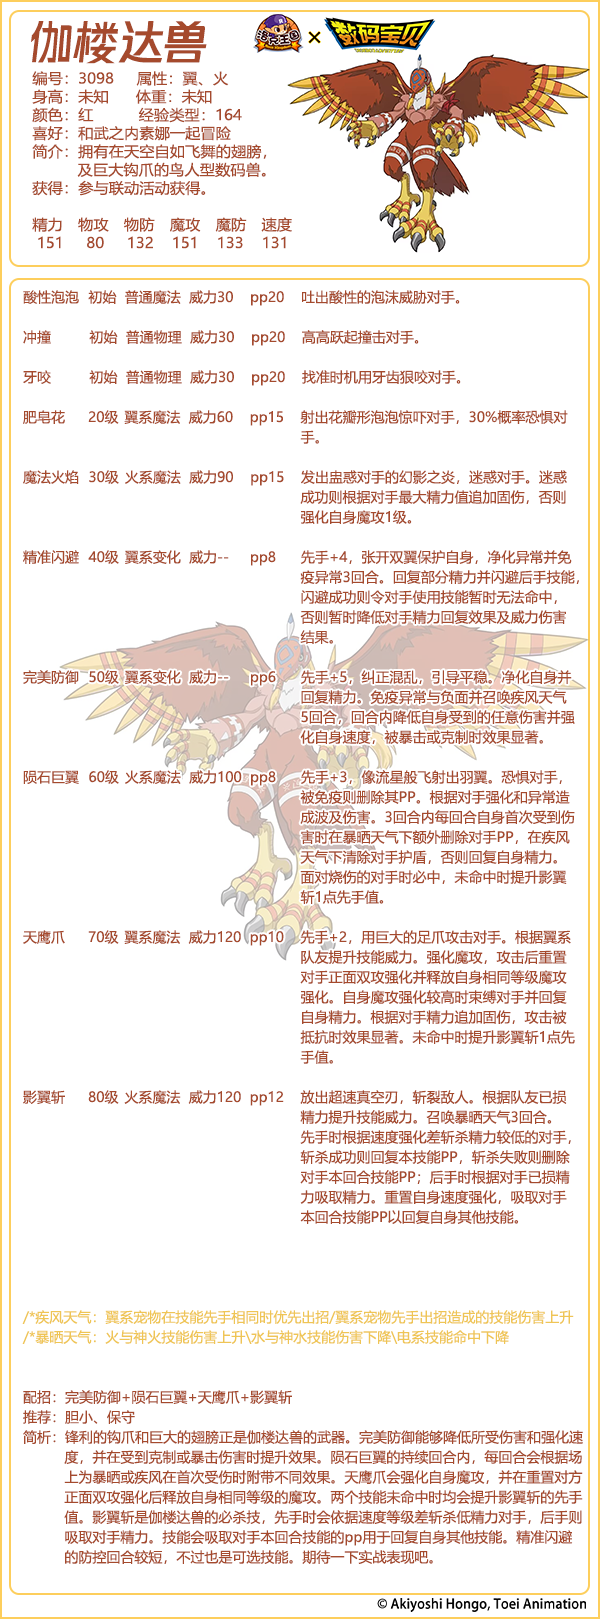 伽楼达兽
洛克王国 × 数码宝贝
编号：3098 属性：翼、火
身高：未知 体重：未知
颜色：红 经验类型：164
喜好：和武之内素娜一起冒险
简介：拥有在天空自如飞舞的翅膀，
及巨大钩爪的鸟人型数码兽。
获得：参与联动活动获得。
精力 物攻 物防 魔攻 魔防 速度
151 80 132 151 133 131
酸性泡泡 初始 普通魔法 威力30 pp20 吐出酸性的泡沫威胁对手。
冲撞 初始 普通物理 威力30 pp20 高高跃起撞击对手。
牙咬 初始 普通物理 威力30 pp20 找准时机用牙齿狠咬对手。
肥皂花 20级 翼系魔法 威力60 pp15 射出花瓣形泡泡惊吓对手，30%概率恐惧对
手。
魔法火焰 30级 火系魔法 威力90 pp15 发出蛊惑对手的幻影之炎，迷惑对手。迷惑
成功则根据对手最大精力值追加固伤，否则
强化自身魔攻1级。
精准闪避 40级 翼系变化 威力-- pp8 先手+4，张开双翼保护自身，净化异常并免
疫异常3回合。回复部分精力并闪避后手技能，
闪避成功则令对手使用技能暂时无法命中，
否则暂时降低对手精力回复效果及威力伤害
结果。
完美防御 50级 翼系变化 威力-- pp6 先手+5，纠正混乱，引导平稳。净化自身并
回复精力。免疫异常与负面并召唤疾风天气
5回合，回合内降低自身受到的任意伤害并强
化自身速度，被暴击或克制时效果显著。
陨石巨翼 60级 火系魔法 威力100 pp8 先手+3，像流星般飞射出羽翼。恐惧对手，
被免疫则删除其PP。根据对手强化和异常造
成波及伤害。3回合内每回合自身首次受到伤
害时在暴晒天气下额外删除对手PP，在疾风
天气下清除对手护盾，否则回复自身精力。
面对烧伤的对手时必中，未命中时提升影翼
斩1点先手值。
天鹰爪 70级 翼系魔法 威力120 pp10 先手+2，用巨大的足爪攻击对手。根据翼系
队友提升技能威力。强化魔攻，攻击后重置
对手正面双攻强化并释放自身相同等级魔攻
强化。自身魔攻强化较高时束缚对手并回复
自身精力。根据对手精力追加固伤，攻击被
抵抗时效果显著。未命中时提升影翼斩1点先
手值。
影翼斩 80级 火系魔法 威力120 pp12 放出超速真空刃，斩裂敌人。根据队友已损
精力提升技能威力。召唤暴晒天气3回合。
先手时根据速度强化差斩杀精力较低的对手，
斩杀成功则回复本技能PP，斩杀失败则删除
对手本回合技能PP；后手时根据对手已损精
力吸取精力。重置自身速度强化，吸取对手
本回合技能PP以回复自身其他技能。
/*疾风天气：翼系宠物在技能先手相同时优先出招/翼系宠物先手出招造成的技能伤害上升
/*暴晒天气：火与神火技能伤害上升\水与神水技能伤害下降\电系技能命中下降
配招：完美防御+陨石巨翼+天鹰爪+影翼斩
推荐：胆小、保守
简析：锋利的钩爪和巨大的翅膀正是伽楼达兽的武器。完美防御能够降低所受伤害和强化速
度，并在受到克制或暴击伤害时提升效果。陨石巨翼的持续回合内，每回合会根据场
上为暴晒或疾风在首次受伤时附带不同效果。天鹰爪会强化自身魔攻，并在重置对方
正面双攻强化后释放自身相同等级的魔攻。两个技能未命中时均会提升影翼斩的先手
值。影翼斩是伽楼达兽的必杀技，先手时会依据速度等级差斩杀低精力对手，后手则
吸取对手精力。技能会吸取对手本回合技能的pp用于回复自身其他技能。精准闪避
的防控回合较短，不过也是可选技能。期待一下实战表现吧。
© Akiyoshi Hongo, Toei Animation